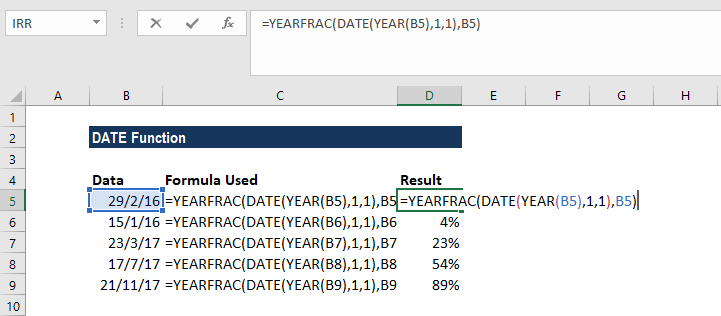 IRR fx =YEARFRAC(DATE(YEAR(B5),1,1),B5)
A B C D E F G H
1
2 DATE Function
3
4 Data Formula Used Result
5 29/2/16 =YEARFRAC(DATE(YEAR(B5),1,1),B5 =YEARFRAC(DATE(YEAR(B5),1,1),B5)
6 15/1/16 =YEARFRAC(DATE(YEAR(B6),1,1),B6 4%
7 23/3/17 =YEARFRAC(DATE(YEAR(B7),1,1),B7 23%
8 17/7/17 =YEARFRAC(DATE(YEAR(B8),1,1),B8 54%
9 21/11/17 =YEARFRAC(DATE(YEAR(B9),1,1),B9 89%
10